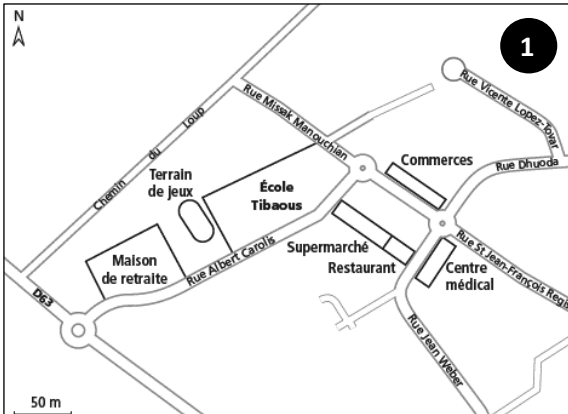 N
1
Rue Vicente Lopez-Tovar
Rue Missak Manouchian
Chemin du Loup
Commerces
Rue Dhuoda
Terrain
de jeux
École
Tibaous
Maison
de retraite
Rue Albert Carolis
Supermarché
Restaurant
Centre
médical
Rue St Jean-François Regis
D63
Rue Jean Weber
50 m